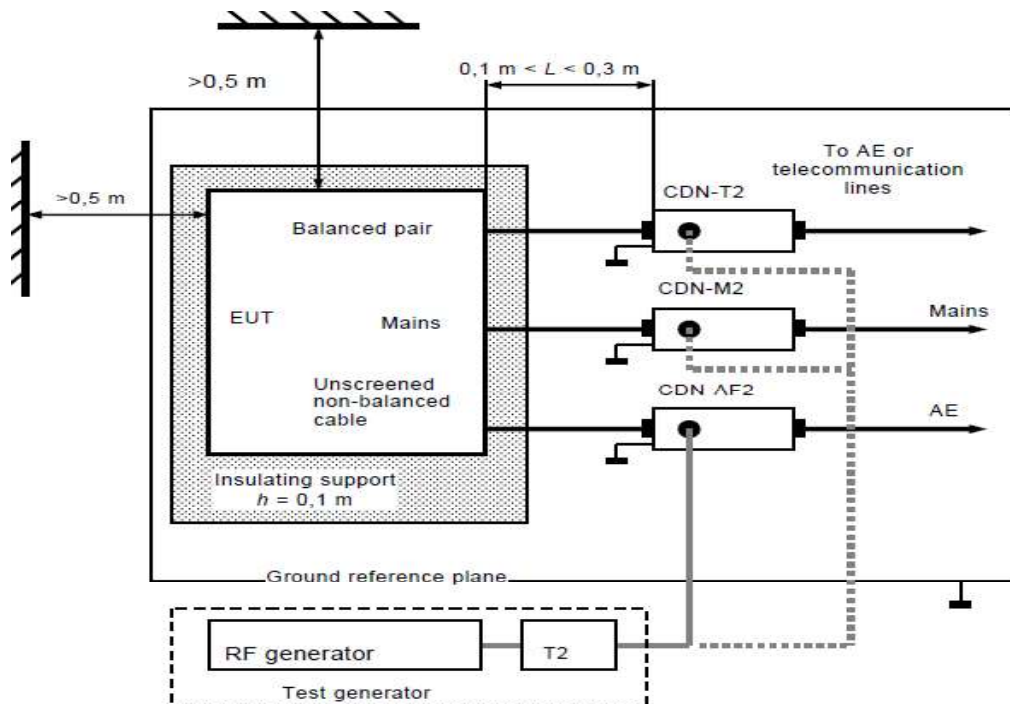 >0,5 m
0,1 m < L < 0,3 m
>0,5 m
To AE or
telecommunication
lines
CDN-T2
Balanced pair
CDN-M2
EUT
Mains
Mains
Unscreened
non-balanced
cable
CDN AF2
AE
Insulating support
h = 0,1 m
Ground reference plane
RF generator
T2
Test generator